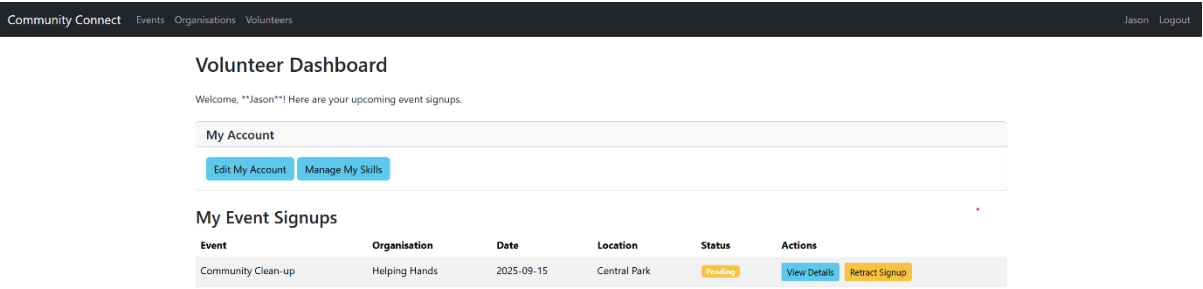 Community Connect Events Organisations Volunteers Jason Logout
Volunteer Dashboard
Welcome, **Jason**! Here are your upcoming event signups.
My Account
Edit My Account Manage My Skills
My Event Signups
Event Organisation Date Location Status Actions
Community Clean-up Helping Hands 2025-09-15 Central Park Pending View Details Retract Signup